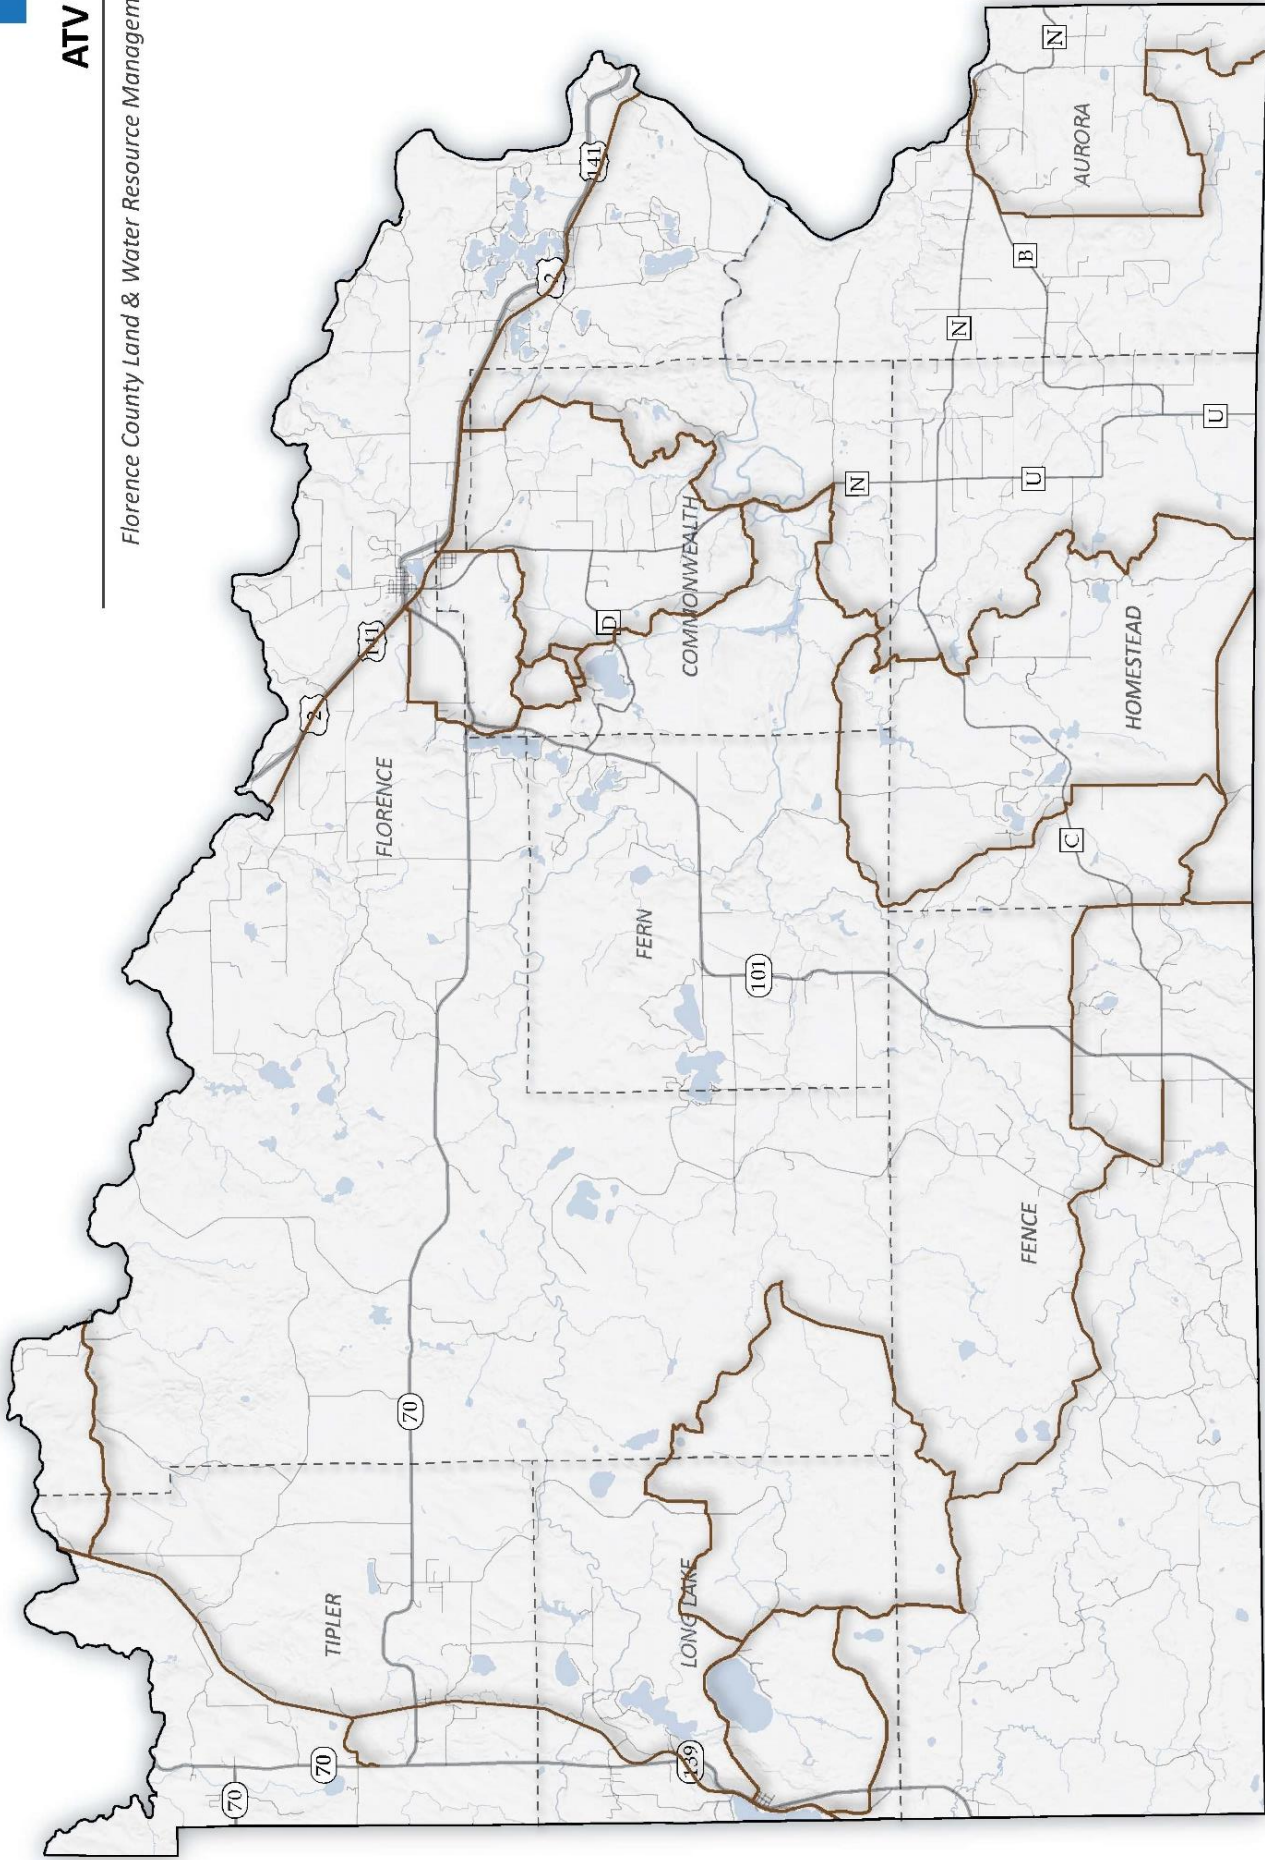 ATV
Florence County Land & Water Resource Managem
N
AURORA
141
B
2
N
U
U
N
COMMONWEALTH
D
141
2
HOMESTEAD
FLORENCE
C
FERN
101
FENCE
70
TIPLER
LONG LAKE
139
70
70